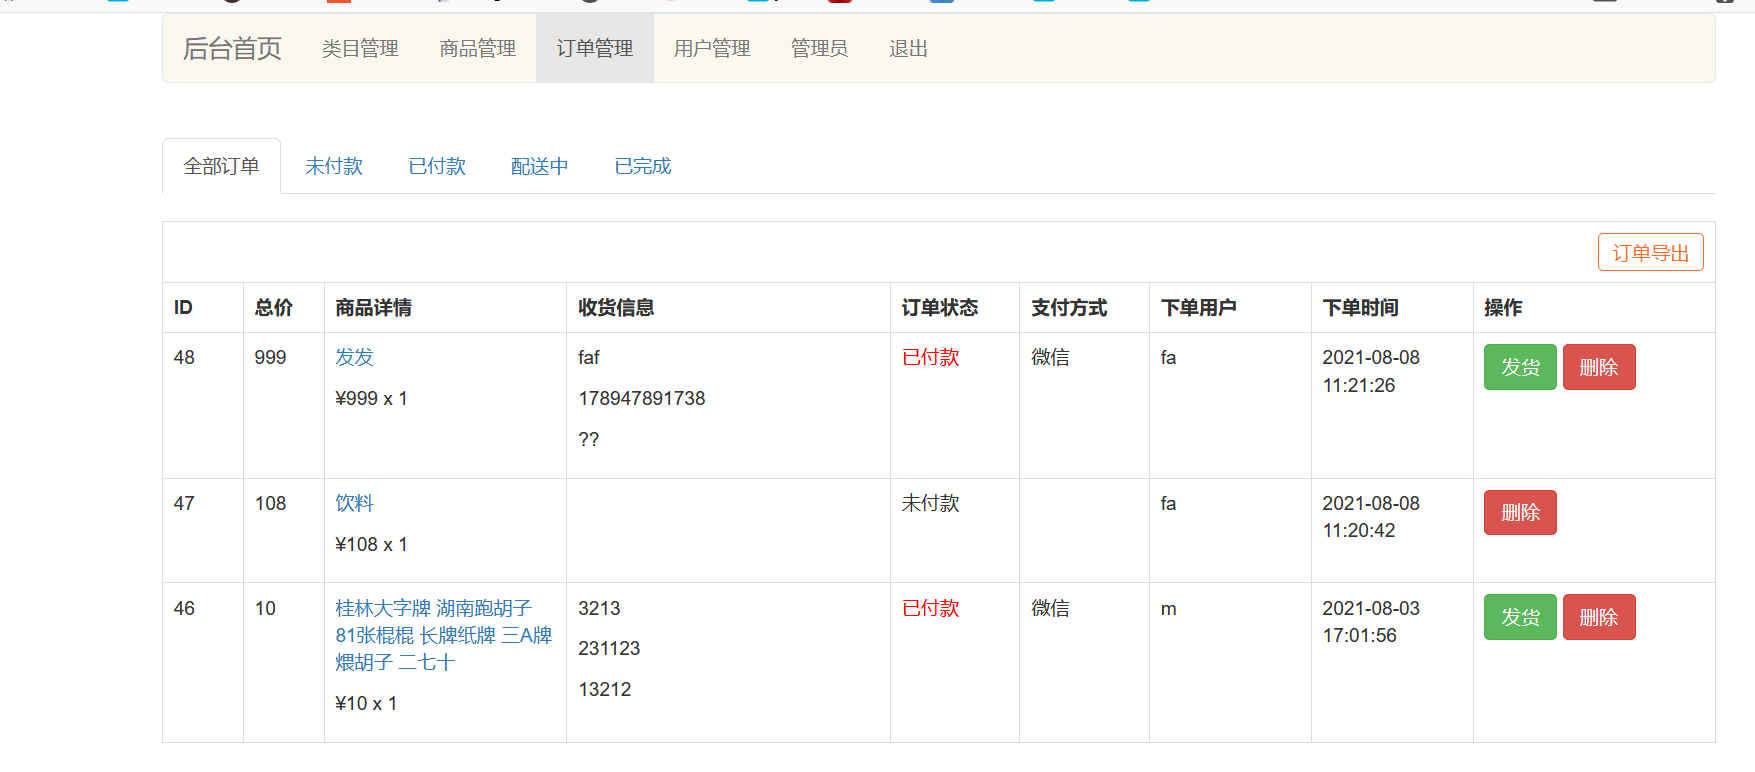 后台首页 类目管理 商品管理 订单管理 用户管理 管理员 退出
全部订单 未付款 已付款 配送中 已完成
订单导出
ID 总价 商品详情 收货信息 订单状态 支付方式 下单用户 下单时间 操作
48 999 发发 faf 已付款 微信 fa 2021-08-08 发货 删除
11:21:26
¥999 x 1 178947891738
??
47 108 饮料 未付款 fa 2021-08-08 删除
11:20:42
¥108 x 1
46 10 桂林大字牌 湖南跑胡子 3213 已付款 微信 m 2021-08-03 发货 删除
81张棍棍 长牌纸牌 三A牌 231123 17:01:56
煨胡子 二七十
13212
¥10 x 1